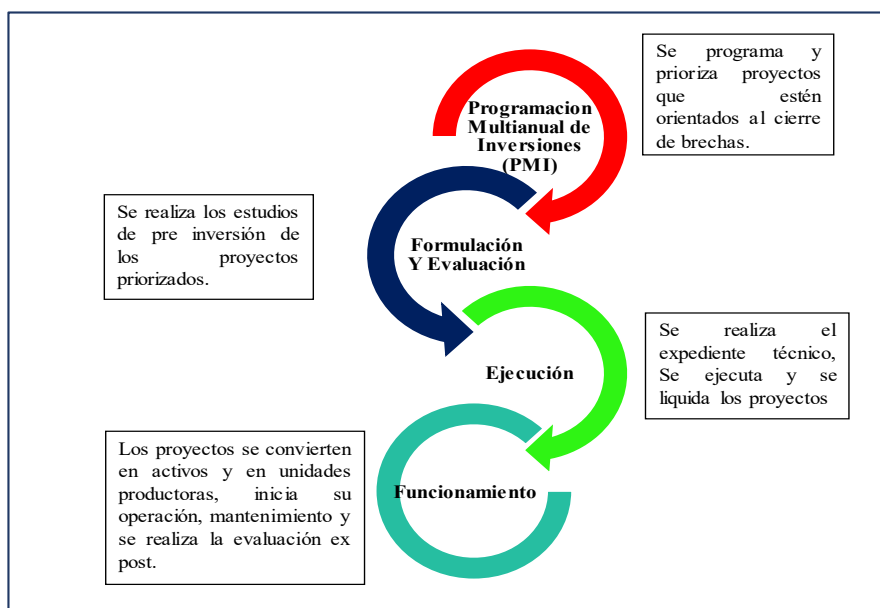 Programacion
Multianual de
Inversiones
(PMI)
Se programa y
prioriza proyectos
que estén
orientados al cierre
de brechas.
Se realiza los estudios
de pre inversión de
los proyectos
priorizados.
Formulación
Y Evaluación
Ejecución
Se realiza el
expediente técnico,
Se ejecuta y se
liquida los proyectos
Los proyectos se convierten
en activos y en unidades
productoras, inicia su
operación, mantenimiento y
se realiza la evaluación ex
post.
Funcionamiento